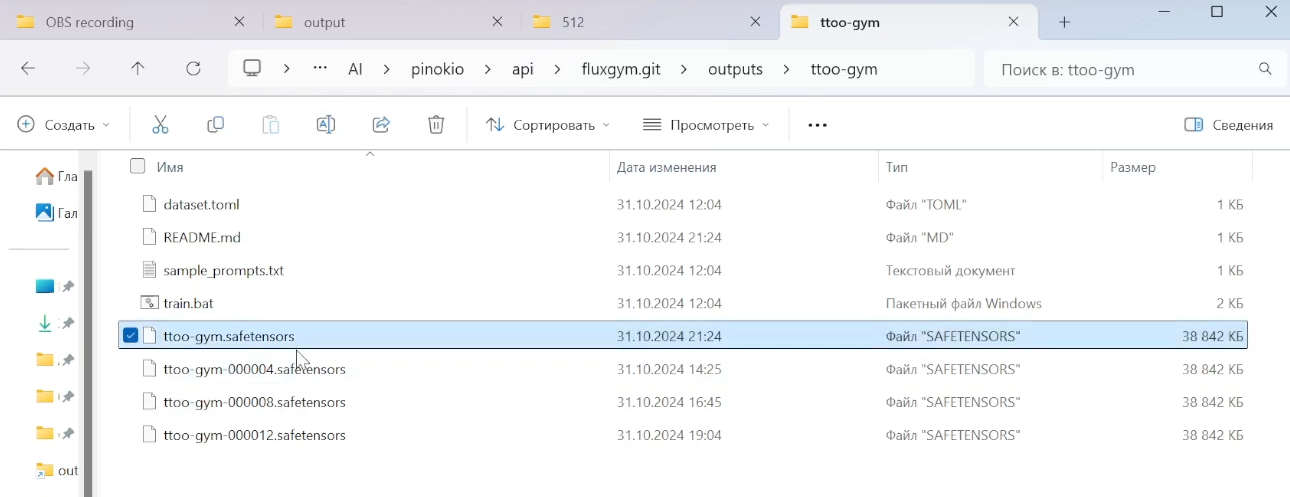 OBS recording output 512 ttoo-gym
AI pinokio api fluxgym.git outputs ttoo-gym Поиск в: ttoo-gym
Создать Сортировать Просмотреть Сведения
Имя Дата изменения Тип Размер
Гла
Гал
out
dataset.toml 31.10.2024 12:04 Файл "TOML" 1 КБ
README.md 31.10.2024 21:24 Файл "MD" 1 КБ
sample_prompts.txt 31.10.2024 12:04 Текстовый документ 1 КБ
train.bat 31.10.2024 12:04 Пакетный файл Windows 2 КБ
ttoo-gym.safetensors 31.10.2024 21:24 Файл "SAFETENSORS" 38 842 КБ
ttoo-gym-000004.safetensors 31.10.2024 14:25 Файл "SAFETENSORS" 38 842 КБ
ttoo-gym-000008.safetensors 31.10.2024 16:45 Файл "SAFETENSORS" 38 842 КБ
ttoo-gym-000012.safetensors 31.10.2024 19:04 Файл "SAFETENSORS" 38 842 КБ